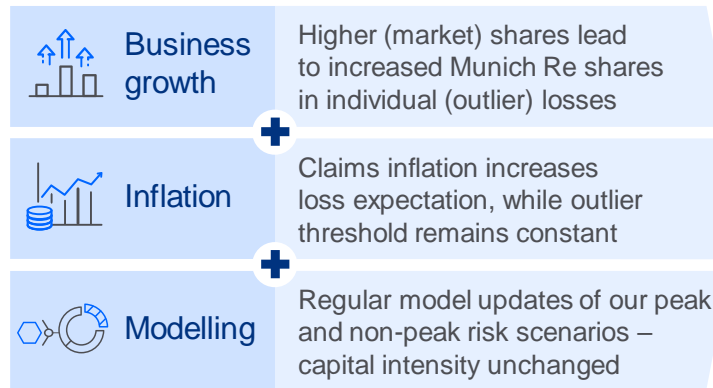 Business
growth
Higher (market) shares lead
to increased Munich Re shares
in individual (outlier) losses
Inflation
Claims inflation increases
loss expectation, while outlier
threshold remains constant
Modelling
Regular model updates of our peak
and non-peak risk scenarios –
capital intensity unchanged